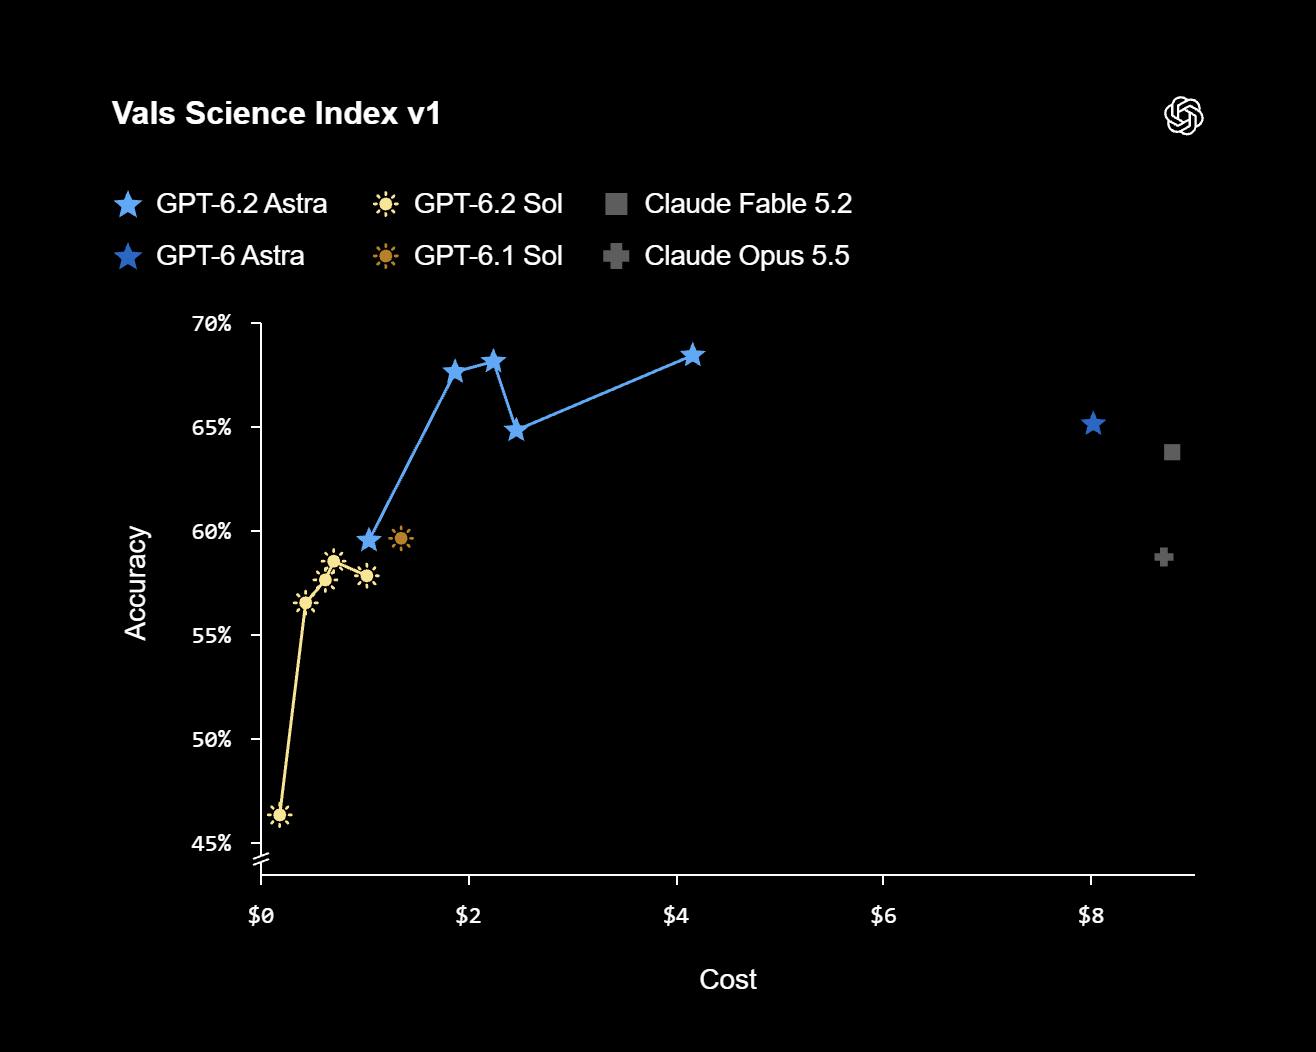 Vals Science Index v1
GPT-6.2 Astra GPT-6.2 Sol Claude Fable 5.2
GPT-6 Astra GPT-6.1 Sol Claude Opus 5.5
70%
65%
60%
55%
50%
45%
Accuracy
$0 $2 $4 $6 $8
Cost